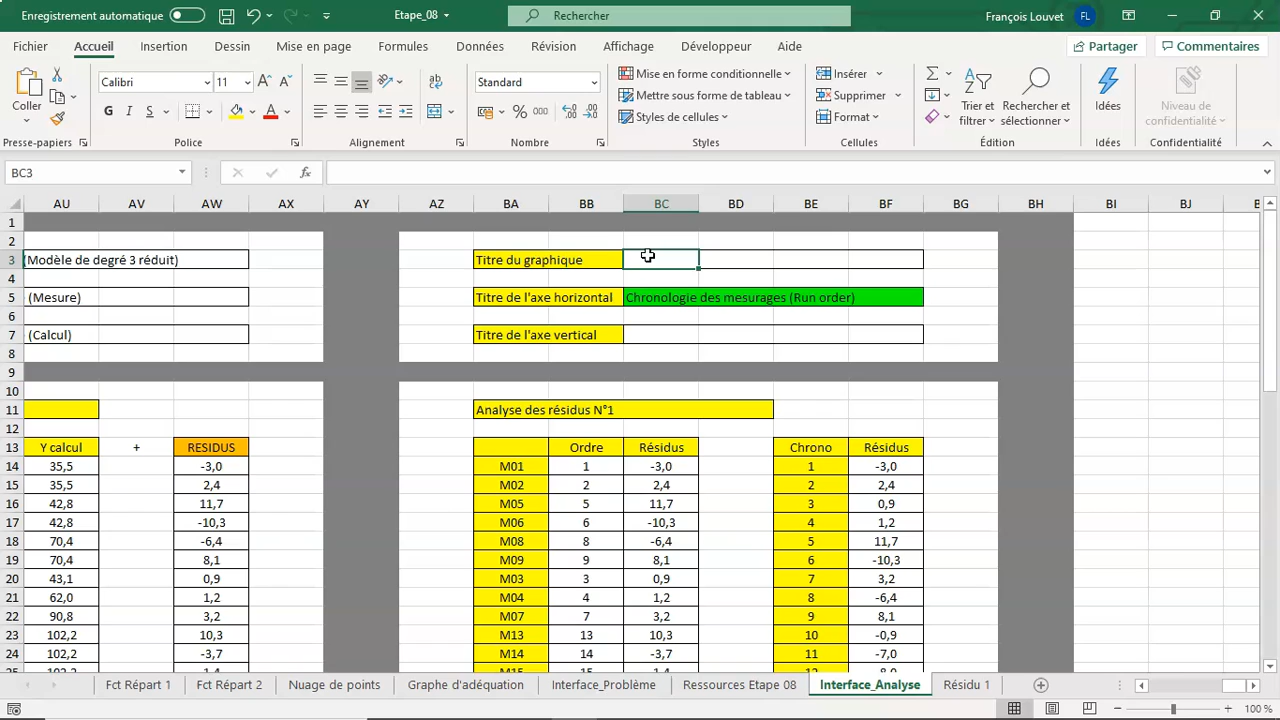 Enregistrement automatique Etape_08 Rechercher François Louvet FL
Fichier Accueil Insertion Dessin Mise en page Formules Données Révision Affichage Développeur Aide Partager Commentaires
Coller Calibri 11 Standard Mise en forme conditionnelle Insérer Trier et filtrer Rechercher et sélectionner Idées Niveau de confidentialité
G I S % 000 Mettre sous forme de tableau Supprimer
Styles de cellules Format
Presse-papiers Police Alignement Nombre Styles Cellules Édition Idées Confidentialité
BC3 fx
AU AV AW AX AY AZ BA BB BC BD BE BF BG BH BI BJ
1
2
3 (Modèle de degré 3 réduit) Titre du graphique
4
5 (Mesure) Titre de l'axe horizontal Chronologie des mesurages (Run order)
6
7 (Calcul) Titre de l'axe vertical
8
9
10
11 Analyse des résidus N°1
12
13 Y calcul + RESIDUS Ordre Résidus Chrono Résidus
14 35,5 -3,0 M01 1 -3,0 1 -3,0
15 35,5 2,4 M02 2 2,4 2 2,4
16 42,8 11,7 M05 5 11,7 3 0,9
17 42,8 -10,3 M06 6 -10,3 4 1,2
18 70,4 -6,4 M08 8 -6,4 5 11,7
19 70,4 8,1 M09 9 8,1 6 -10,3
20 43,1 0,9 M03 3 0,9 7 3,2
21 62,0 1,2 M04 4 1,2 8 -6,4
22 90,8 3,2 M07 7 3,2 9 8,1
23 102,2 10,3 M13 13 10,3 10 -0,9
24 102,2 -3,7 M14 14 -3,7 11 -7,0
Fct Répart 1 Fct Répart 2 Nuage de points Graphe d'adéquation Interface_Problème Ressources Etape 08 Interface_Analyse Résidu 1
100 %